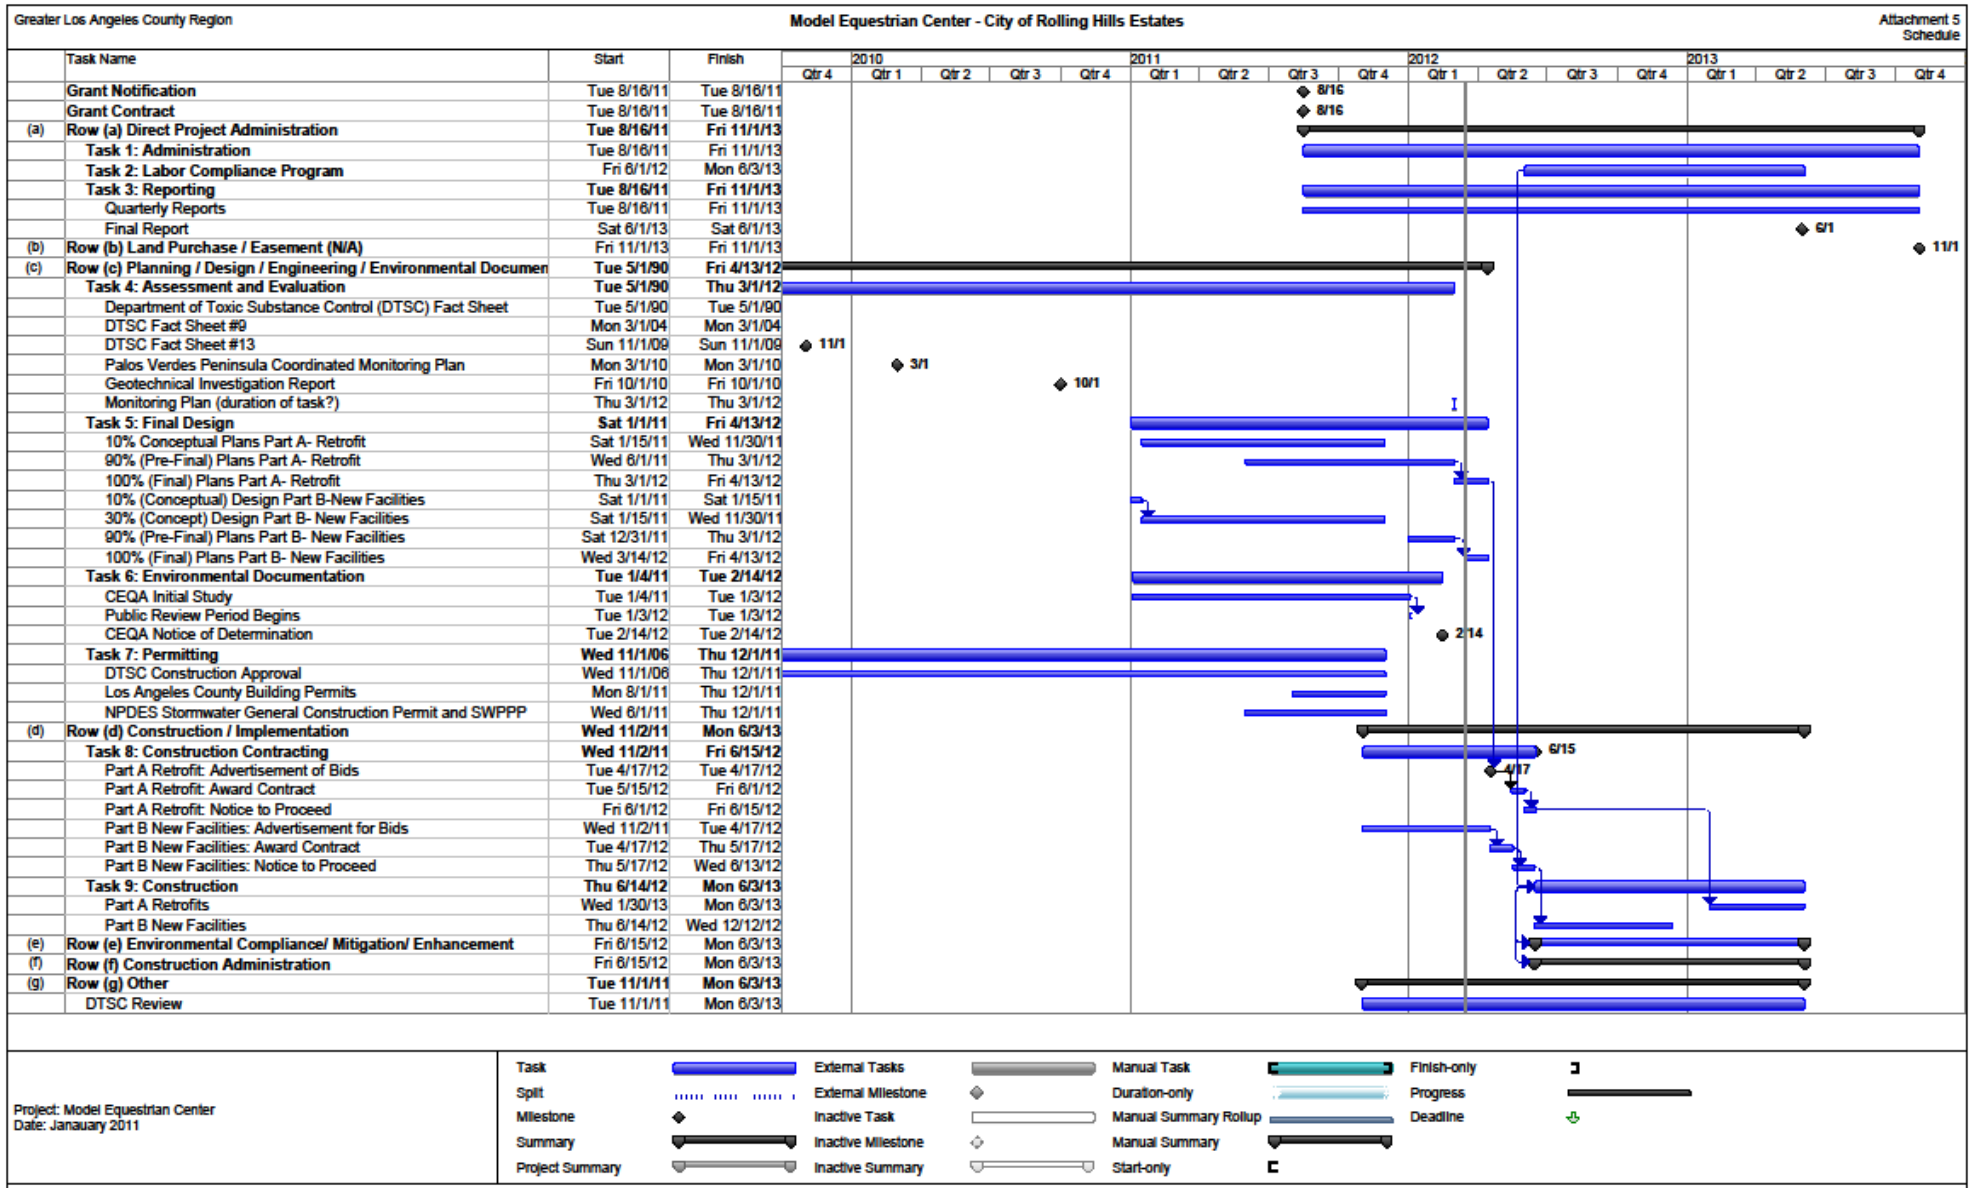 Greater Los Angeles County Region
Model Equestrian Center - City of Rolling Hills Estates
Attachment 5
Schedule
Task Name Start Finish 2010 2011 2012 2013
Qtr 4 Qtr 1 Qtr 2 Qtr 3 Qtr 4 Qtr 1 Qtr 2 Qtr 3 Qtr 4 Qtr 1 Qtr 2 Qtr 3 Qtr 4 Qtr 1 Qtr 2 Qtr 3 Qtr 4
Grant Notification Tue 8/16/11 Tue 8/16/11 8/16
Grant Contract Tue 8/16/11 Tue 8/16/11 8/16
(a) Row (a) Direct Project Administration Tue 8/16/11 Fri 11/1/13
Task 1: Administration Tue 8/16/11 Fri 11/1/13
Task 2: Labor Compliance Program Fri 6/1/12 Mon 6/3/13
Task 3: Reporting Tue 8/16/11 Fri 11/1/13
Quarterly Reports Tue 8/16/11 Fri 11/1/13
Final Report Sat 6/1/13 Sat 6/1/13 6/1
(b) Row (b) Land Purchase / Easement (N/A) Fri 11/1/13 Fri 11/1/13 11/1
(c) Row (c) Planning / Design / Engineering / Environmental Documen Tue 5/1/90 Fri 4/13/12
Task 4: Assessment and Evaluation Tue 5/1/90 Thu 3/1/12
Department of Toxic Substance Control (DTSC) Fact Sheet Tue 5/1/90 Tue 5/1/90
DTSC Fact Sheet #9 Mon 3/1/04 Mon 3/1/04
DTSC Fact Sheet #13 Sun 11/1/09 Sun 11/1/09 11/1
Palos Verdes Peninsula Coordinated Monitoring Plan Mon 3/1/10 Mon 3/1/10 3/1
Geotechnical Investigation Report Fri 10/1/10 Fri 10/1/10 10/1
Monitoring Plan (duration of task?) Thu 3/1/12 Thu 3/1/12
Task 5: Final Design Sat 1/1/11 Fri 4/13/12
10% Conceptual Plans Part A- Retrofit Sat 1/15/11 Wed 11/30/11
90% (Pre-Final) Plans Part A- Retrofit Wed 6/1/11 Thu 3/1/12
100% (Final) Plans Part A- Retrofit Thu 3/1/12 Fri 4/13/12
10% (Conceptual) Design Part B-New Facilities Sat 1/1/11 Sat 1/15/11
30% (Concept) Design Part B- New Facilities Sat 1/15/11 Wed 11/30/11
90% (Pre-Final) Plans Part B- New Facilities Sat 12/31/11 Thu 3/1/12
100% (Final) Plans Part B- New Facilities Wed 3/14/12 Fri 4/13/12
Task 6: Environmental Documentation Tue 1/4/11 Tue 2/14/12
CEQA Initial Study Tue 1/4/11 Tue 1/3/12
Public Review Period Begins Tue 1/3/12 Tue 1/3/12
CEQA Notice of Determination Tue 2/14/12 Tue 2/14/12 2/14
Task 7: Permitting Wed 11/1/06 Thu 12/1/11
DTSC Construction Approval Wed 11/1/06 Thu 12/1/11
Los Angeles County Building Permits Mon 8/1/11 Thu 12/1/11
NPDES Stormwater General Construction Permit and SWPPP Wed 6/1/11 Thu 12/1/11
(d) Row (d) Construction / Implementation Wed 11/2/11 Mon 6/3/13
Task 8: Construction Contracting Wed 11/2/11 Fri 6/15/12 6/15
Part A Retrofit: Advertisement of Bids Tue 4/17/12 Tue 4/17/12 4/17
Part A Retrofit: Award Contract Tue 5/15/12 Fri 6/1/12
Part A Retrofit: Notice to Proceed Fri 6/1/12 Fri 6/15/12
Part B New Facilities: Advertisement for Bids Wed 11/2/11 Tue 4/17/12
Part B New Facilities: Award Contract Tue 4/17/12 Thu 5/17/12
Part B New Facilities: Notice to Proceed Thu 5/17/12 Wed 6/13/12
Task 9: Construction Thu 6/14/12 Mon 6/3/13
Part A Retrofits Wed 1/30/13 Mon 6/3/13
Part B New Facilities Thu 6/14/12 Wed 12/12/12
(e) Row (e) Environmental Compliance/ Mitigation/ Enhancement Fri 6/15/12 Mon 6/3/13
(f) Row (f) Construction Administration Fri 6/15/12 Mon 6/3/13
(g) Row (g) Other Tue 11/1/11 Mon 6/3/13
DTSC Review Tue 11/1/11 Mon 6/3/13
Project: Model Equestrian Center
Date: Janauary 2011
Task External Tasks Manual Task Finish-only
Split External Milestone Duration-only Progress
Milestone Inactive Task Manual Summary Rollup Deadline
Summary Inactive Milestone Manual Summary
Project Summary Inactive Summary Start-only